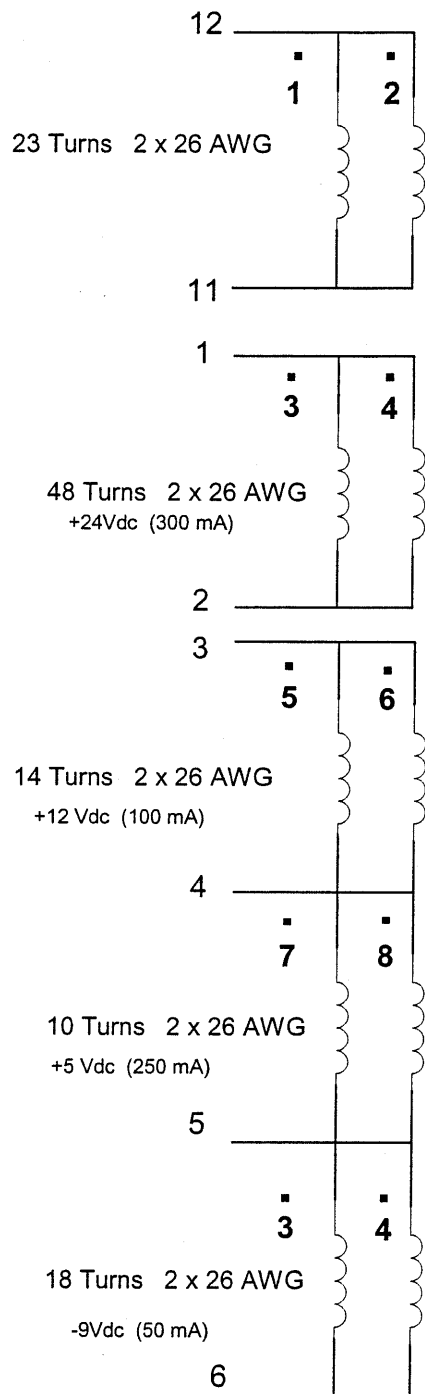 12
1 2
23 Turns 2 x 26 AWG
11
1
3 4
48 Turns 2 x 26 AWG
+24Vdc (300 mA)
2
3
5 6
14 Turns 2 x 26 AWG
+12 Vdc (100 mA)
4
7 8
10 Turns 2 x 26 AWG
+5 Vdc (250 mA)
5
3 4
18 Turns 2 x 26 AWG
-9Vdc (50 mA)
6